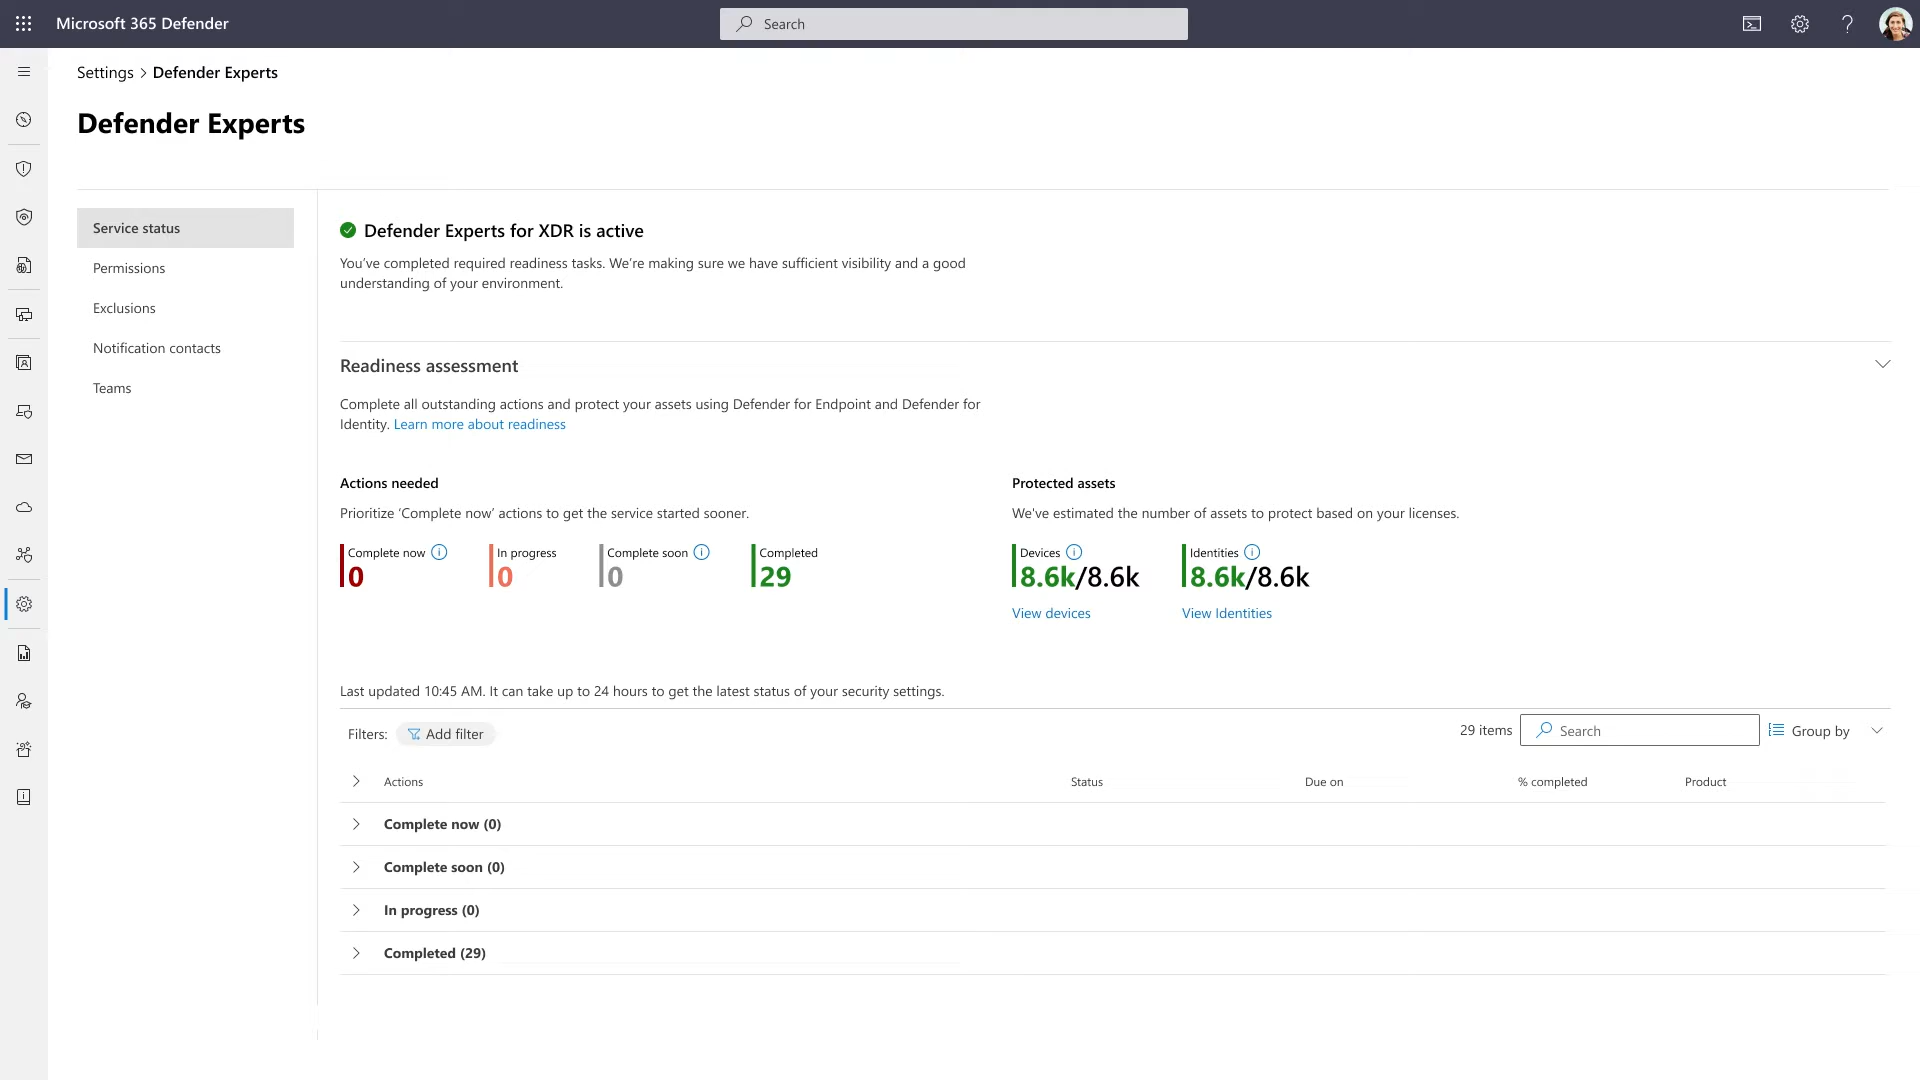 Microsoft 365 Defender
Search
Settings > Defender Experts
Defender Experts
Service status
Permissions
Exclusions
Notification contacts
Teams
Defender Experts for XDR is active
You’ve completed required readiness tasks. We’re making sure we have sufficient visibility and a good
understanding of your environment.
Readiness assessment
Complete all outstanding actions and protect your assets using Defender for Endpoint and Defender for
Identity. Learn more about readiness
Actions needed
Prioritize ‘Complete now’ actions to get the service started sooner.
Complete now
0
In progress
0
Complete soon
0
Completed
29
Protected assets
We've estimated the number of assets to protect based on your licenses.
Devices
8.6k/8.6k
View devices
Identities
8.6k/8.6k
View Identities
Last updated 10:45 AM. It can take up to 24 hours to get the latest status of your security settings.
Filters: Add filter
29 items Search Group by
Actions Status Due on % completed Product
Complete now (0)
Complete soon (0)
In progress (0)
Completed (29)